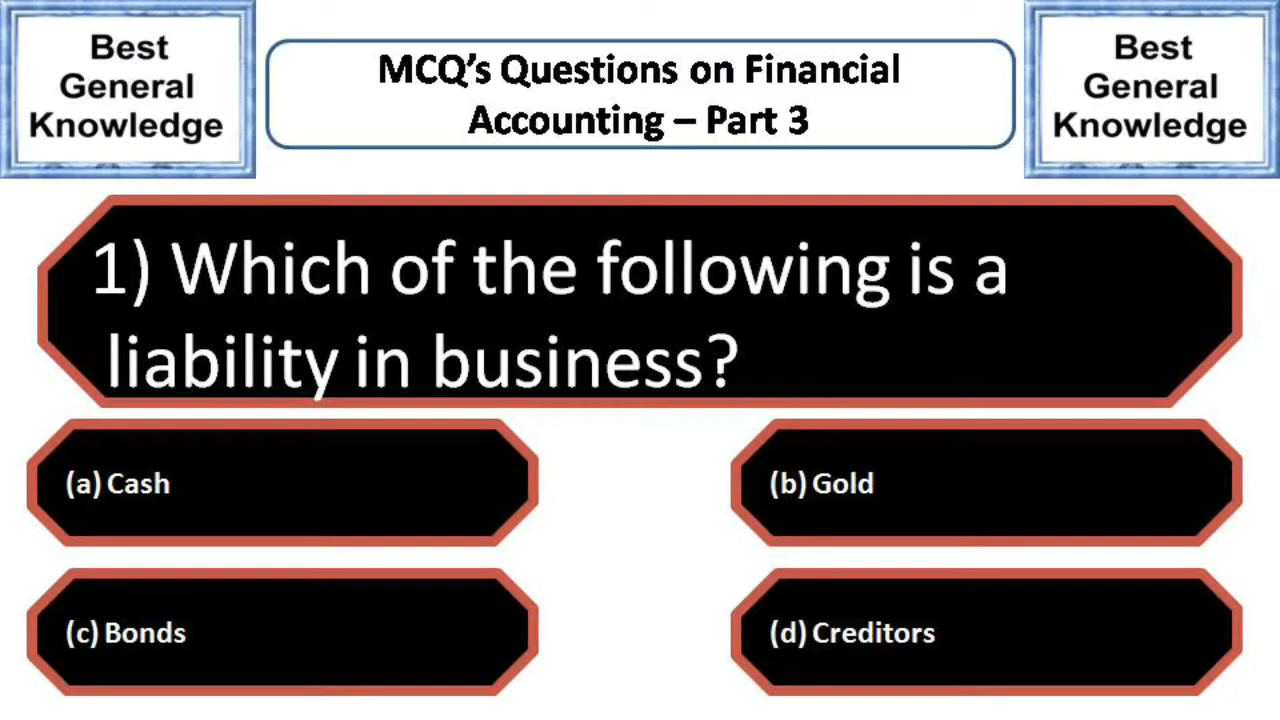 Best
General
Knowledge
MCQ’s Questions on Financial
Accounting – Part 3
Best
General
Knowledge
1) Which of the following is a
liability in business?
(a) Cash
(b) Gold
(c) Bonds
(d) Creditors